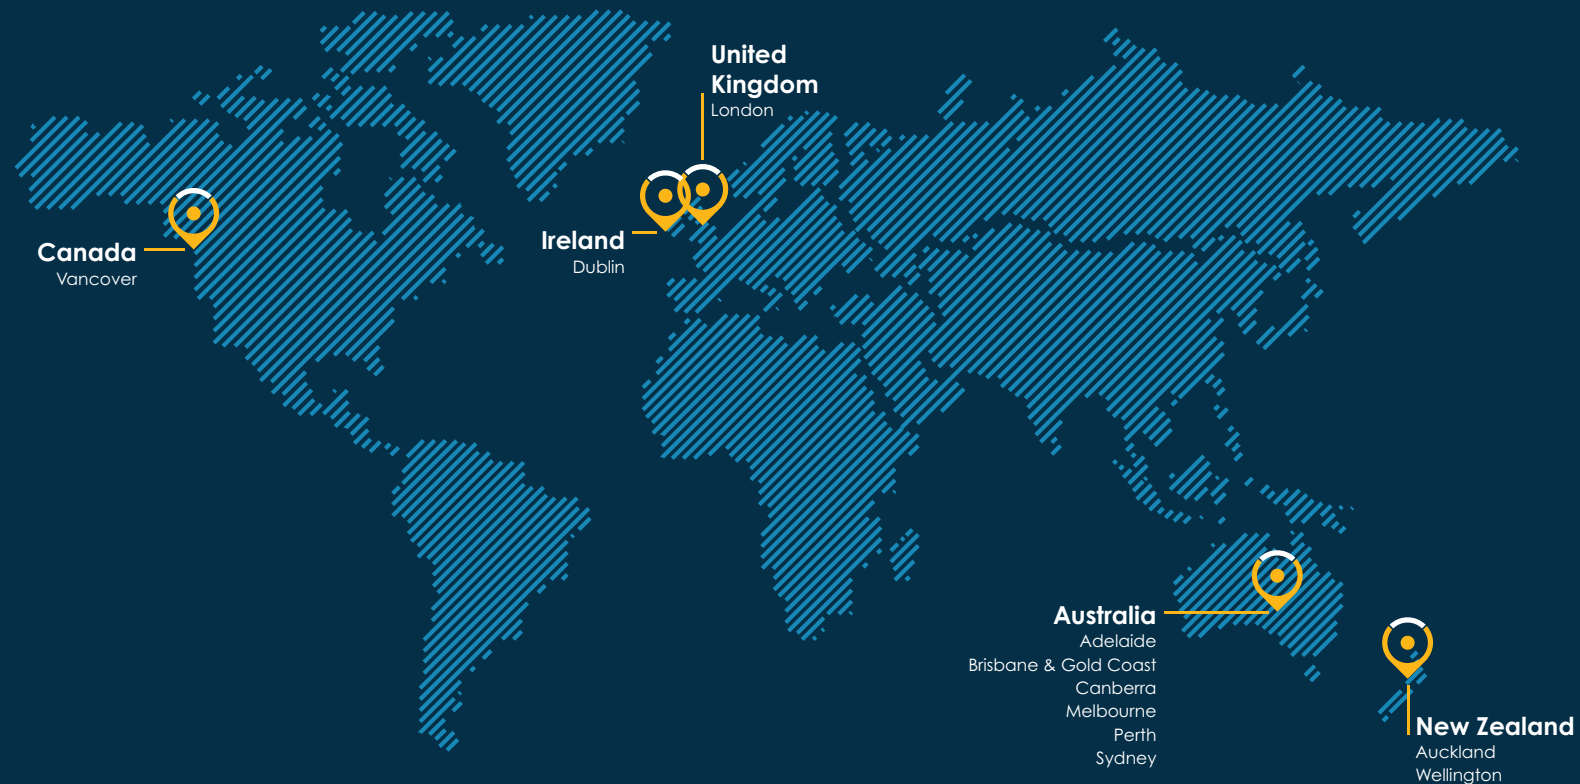 United
Kingdom
London
Ireland
Dublin
Canada
Vancover
Australia
Adelaide
Brisbane & Gold Coast
Canberra
Melbourne
Perth
Sydney
New Zealand
Auckland
Wellington